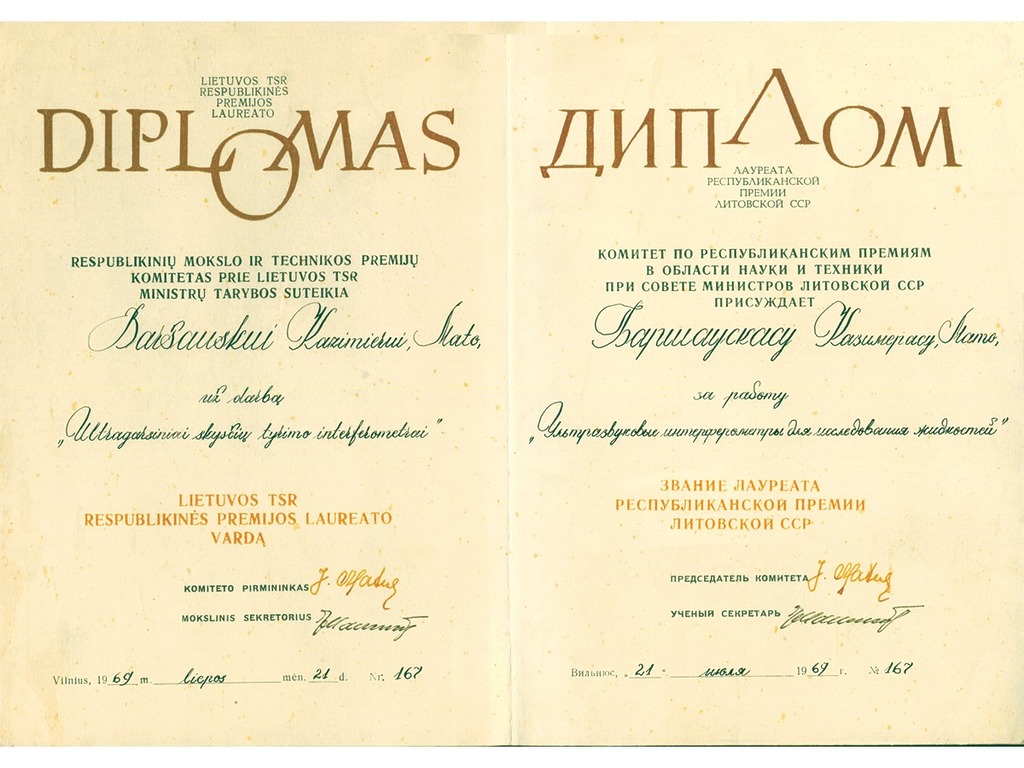 LIETUVOS TSR
RESPUBLIKINĖS
PREMIJOS
LAUREATO
DIPLOMAS
RESPUBLIKINIŲ MOKSLO IR TECHNIKOS PREMIJŲ
KOMITETAS PRIE LIETUVOS TSR
MINISTRŲ TARYBOS SUTEIKIA
Baršauskui Kazimierui, Mato,
už darbą
„Ultragarsiniai skysčių tyrimo interferometrai"
LIETUVOS TSR
RESPUBLIKINĖS PREMIJOS LAUREATO
VARDĄ
KOMITETO PIRMININKAS
MOKSLINIS SEKRETORIUS
Vilnius, 1969 m. liepos mėn. 21 d. Nr. 167
ДИПЛОМ
ЛАУРЕАТА
РЕСПУБЛИКАНСКОЙ
ПРЕМИИ
ЛИТОВСКОЙ ССР
КОМИТЕТ ПО РЕСПУБЛИКАНСКИМ ПРЕМИЯМ
В ОБЛАСТИ НАУКИ И ТЕХНИКИ
ПРИ СОВЕТЕ МИНИСТРОВ ЛИТОВСКОЙ ССР
ПРИСУЖДАЕТ
Баршаускасу Казимерасу, Мато,
за работу
„Ультразвуковые интерферометры для исследования жидкостей"
ЗВАНИЕ ЛАУРЕАТА
РЕСПУБЛИКАНСКОЙ ПРЕМИИ
ЛИТОВСКОЙ ССР
ПРЕДСЕДАТЕЛЬ КОМИТЕТА
УЧЕНЫЙ СЕКРЕТАРЬ
Вильнюс, „21" июля 1969 г. № 167